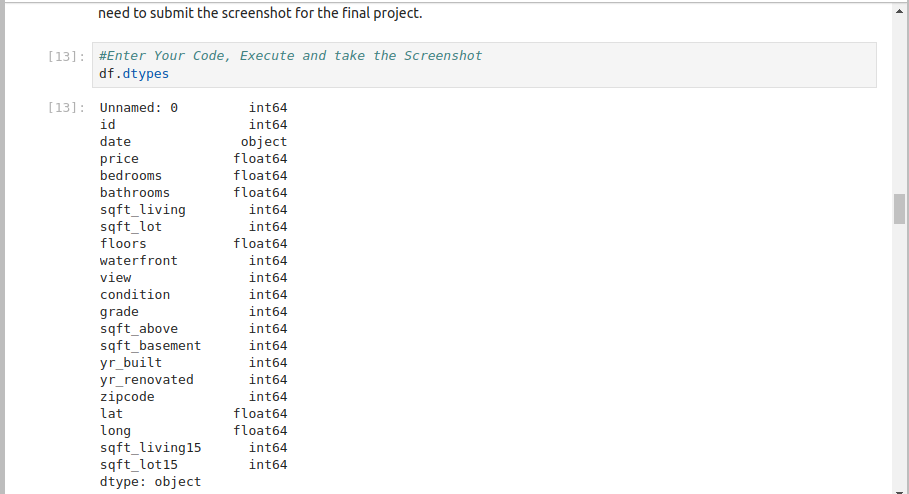 need to submit the screenshot for the final project.
[13]: #Enter Your Code, Execute and take the Screenshot
df.dtypes
[13]: Unnamed: 0 int64
id int64
date object
price float64
bedrooms float64
bathrooms float64
sqft_living int64
sqft_lot int64
floors float64
waterfront int64
view int64
condition int64
grade int64
sqft_above int64
sqft_basement int64
yr_built int64
yr_renovated int64
zipcode int64
lat float64
long float64
sqft_living15 int64
sqft_lot15 int64
dtype: object